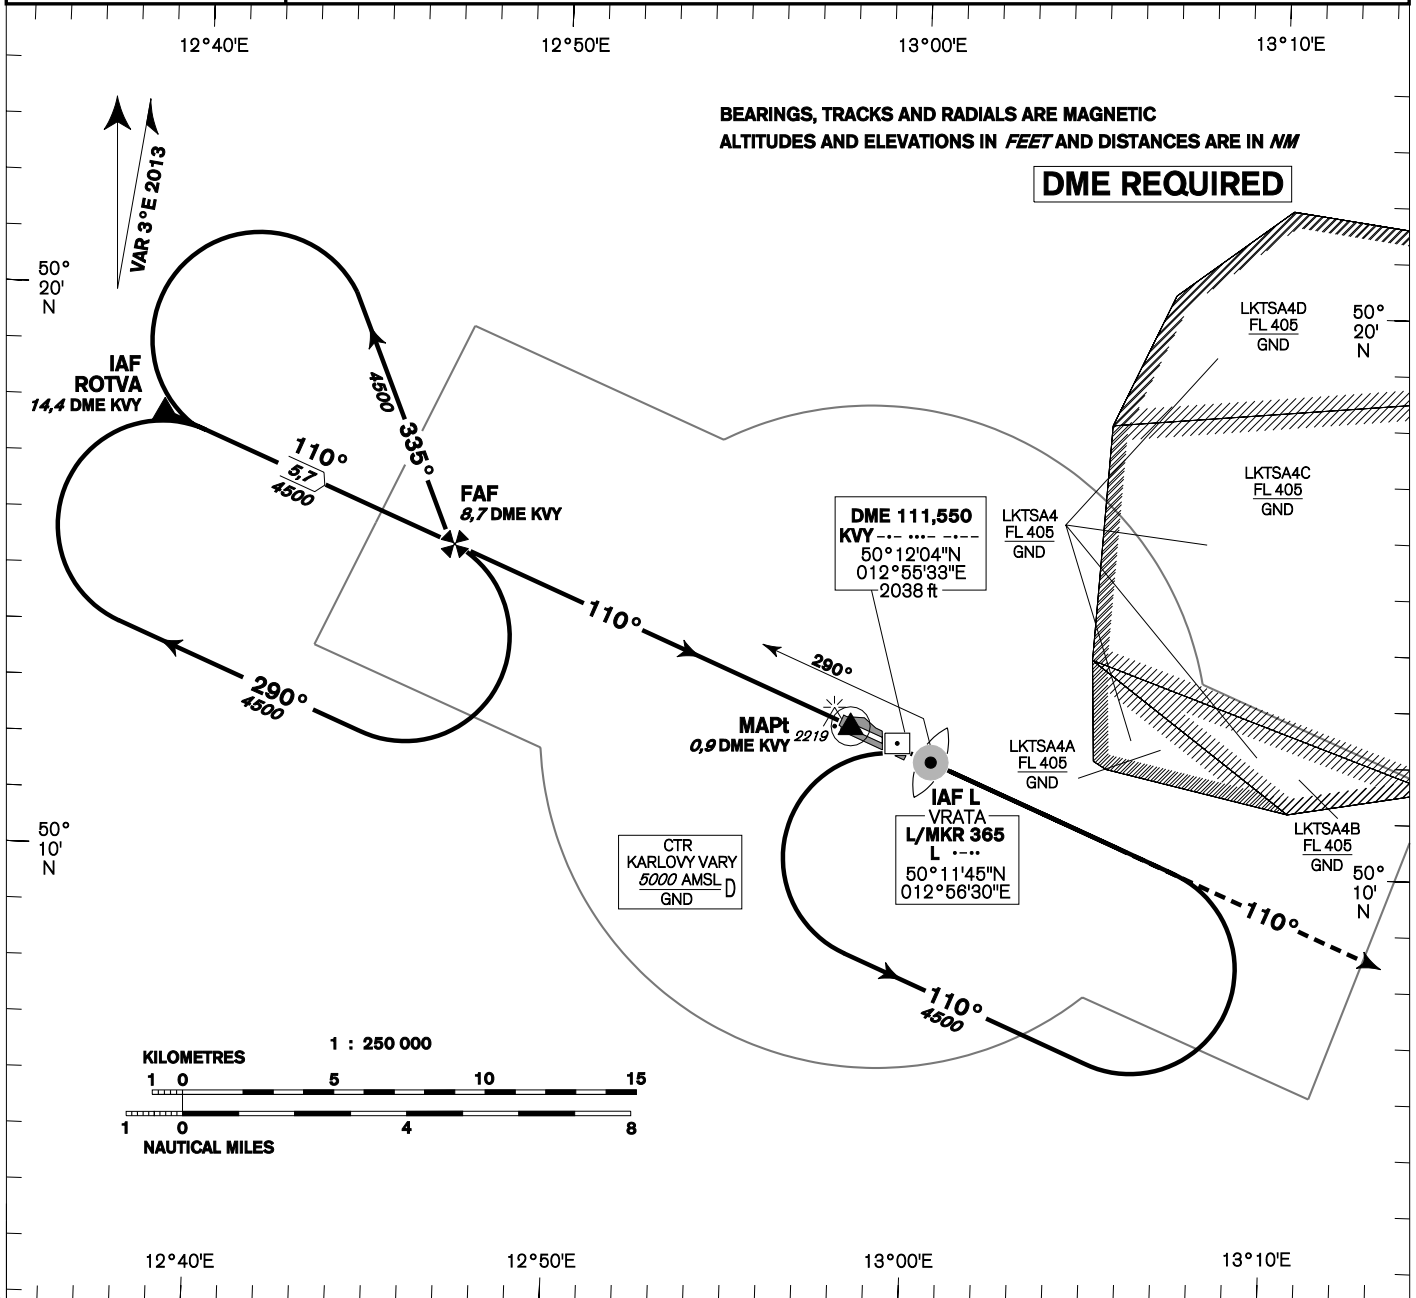 12°40'E
12°50'E
13°00'E
13°10'E
BEARINGS, TRACKS AND RADIALS ARE MAGNETIC
ALTITUDES AND ELEVATIONS IN FEET AND DISTANCES ARE IN NM
DME REQUIRED
VAR 3°E 2013
50°
20'
N
LKTSA4D
FL 405
GND
50°
20'
N
IAF
ROTVA
14,4 DME KVY
4500
335°
110°
5,7
4500
FAF
8,7 DME KVY
LKTSA4C
FL 405
GND
DME 111,550
KVY -·- ···- -·--
50°12'04"N
012°55'33"E
2038 ft
LKTSA4
FL 405
GND
110°
290°
290°
4500
MAPt
0,9 DME KVY
2219
LKTSA4A
FL 405
GND
IAF L
VRATA
L/MKR 365
L ·-··
50°11'45"N
012°56'30"E
LKTSA4B
FL 405
GND
50°
10'
N
CTR
KARLOVY VARY
5000 AMSL D
GND
50°
10'
N
110°
110°
4500
1 : 250 000
KILOMETRES
1 0 5 10 15
1 0 4 8
NAUTICAL MILES
12°40'E
12°50'E
13°00'E
13°10'E